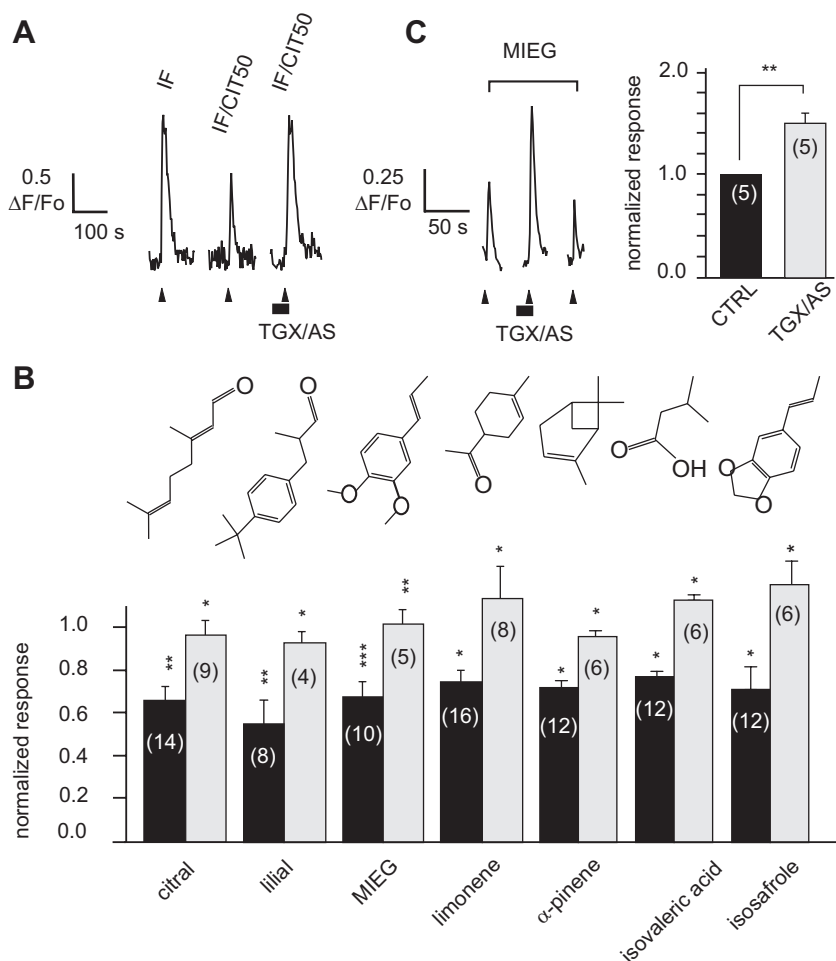 A
IF
IF/CIT50
IF/CIT50
0.5
ΔF/Fo
100 s
TGX/AS
C
MIEG
0.25
ΔF/Fo
50 s
TGX/AS
normalized response
2.0
1.0
0.0
**
(5)
(5)
CTRL
TGX/AS
B
O
O
O
O
O
O
OH
O
O
normalized response
1.0
0.8
0.6
0.4
0.2
0.0
**
*
**
*
***
**
*
*
*
*
*
*
*
*
(14)
(9)
(8)
(4)
(10)
(5)
(16)
(8)
(12)
(6)
(12)
(6)
(12)
(6)
citral
lilial
MIEG
limonene
α-pinene
isovaleric acid
isosafrole